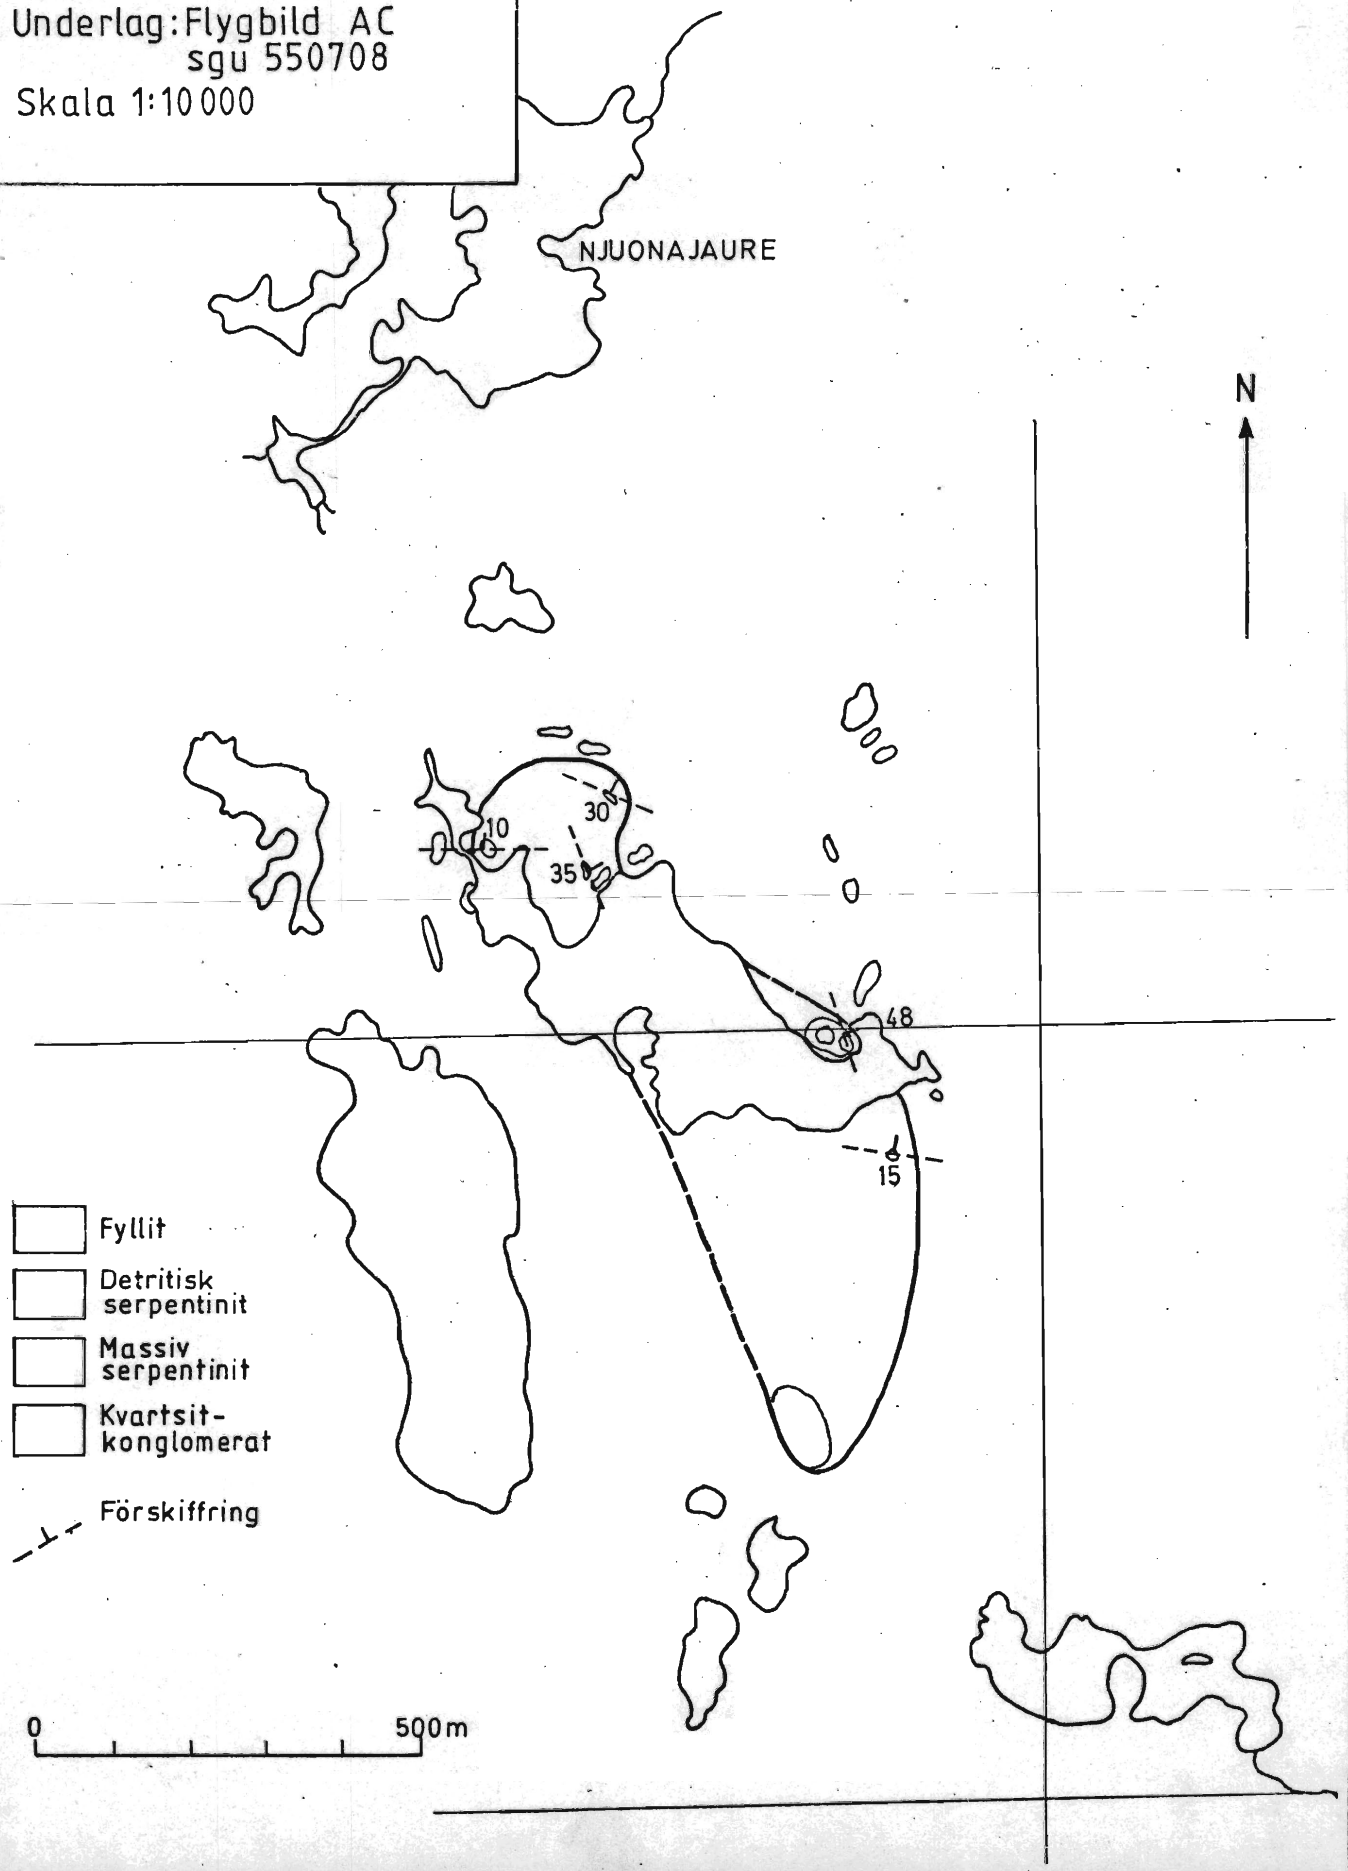 Underlag: Flygbild AC
sgu 550708
Skala 1:10 000
NJUONAJAURE
N
30
10
35
48
15
Fyllit
Detritisk
serpentinit
Massiv
serpentinit
Kvartsit-
konglomerat
Förskiffring
0 500m